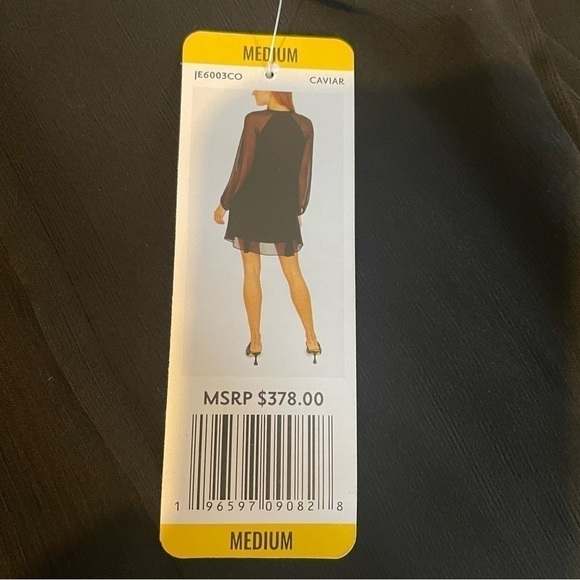 MEDIUM
JE6003CO CAVIAR
MSRP $378.00
1 96597 09082 8
MEDIUM